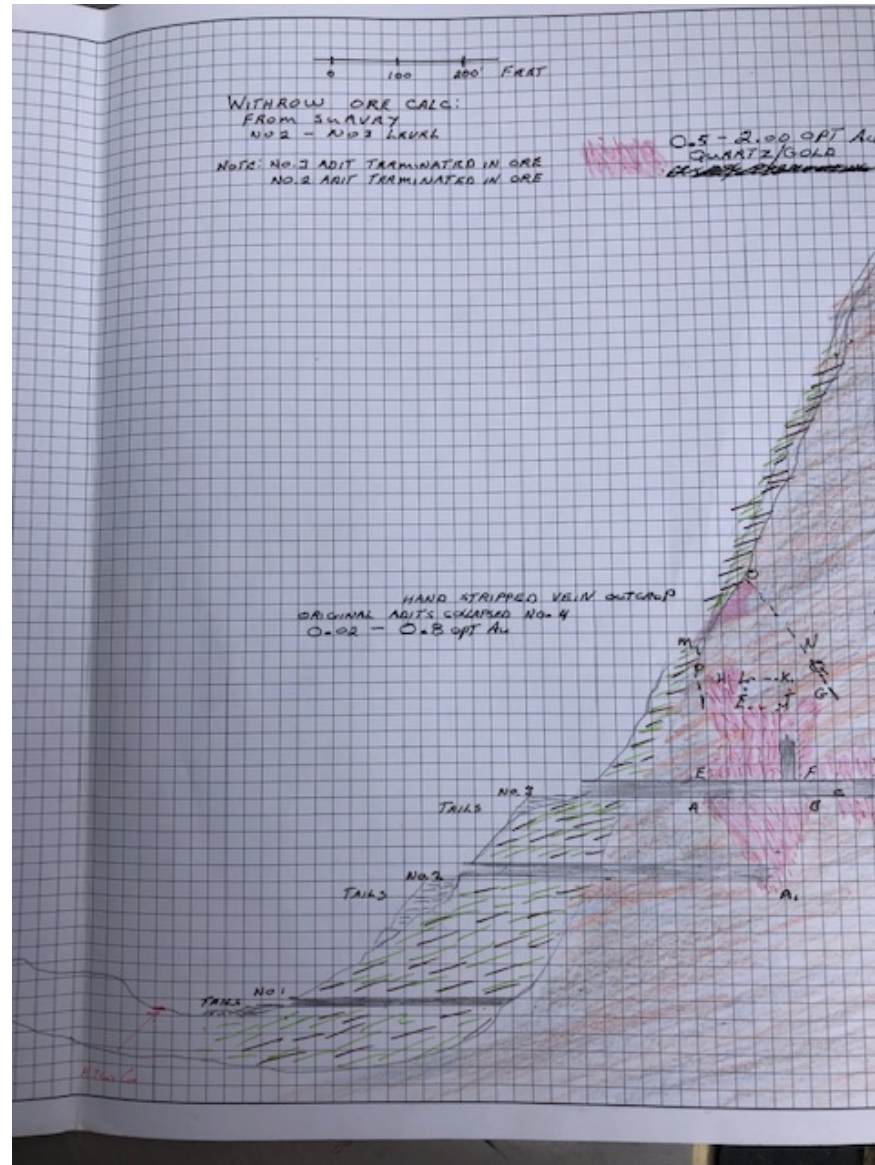 0 100 200' FEET
WITHROW ORE CALC:
FROM SURVEY
NO 2 - NO 3 LEVEL
NOTE: NO.3 ADIT TERMINATED IN ORE
NO.2 ADIT TERMINATED IN ORE
0.5 - 2.00 OPT Au
QUARTZ/GOLD
HAND STRIPPED VEIN OUTCROP
ORIGINAL ADITS COLLAPSED NO. 4
0.02 - 0.8 OPT Au
O
M
N
P
H L K
G
E J
E F
NO. 3
A B C
TAILS
NO. 2
TAILS
A1
NO 1
TAILS